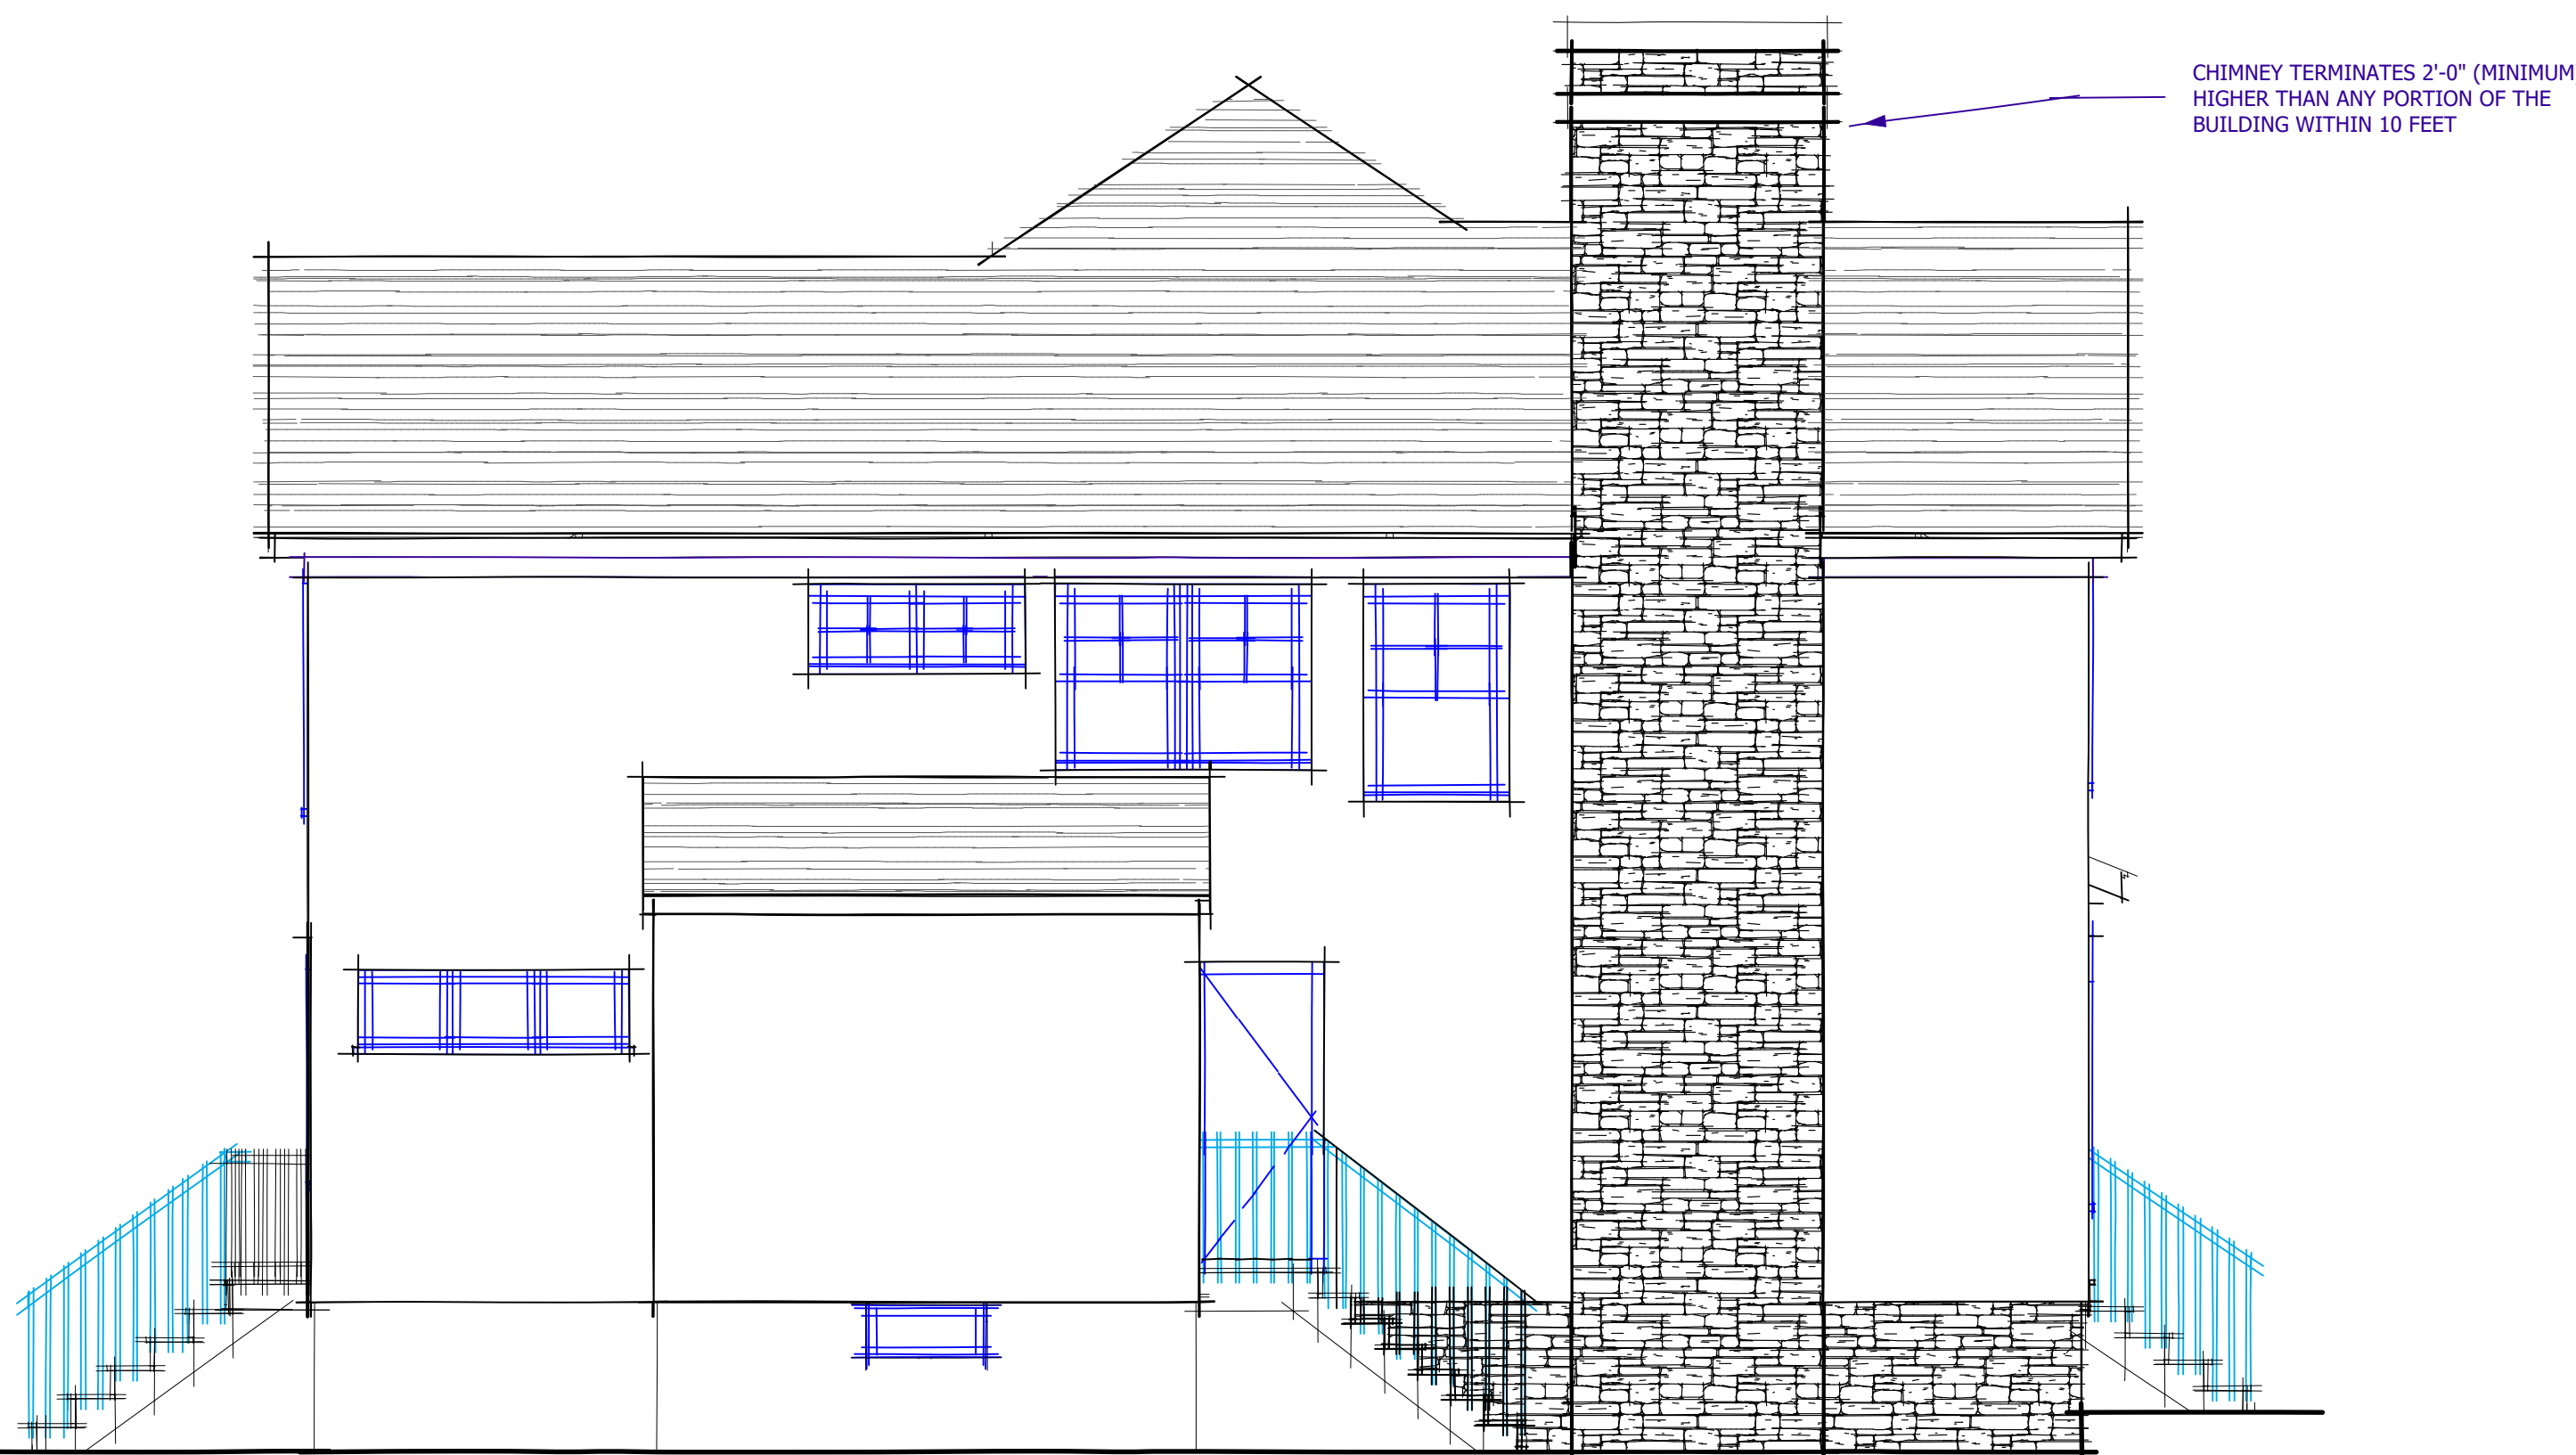 CHIMNEY TERMINATES 2'-0" (MINIMUM
HIGHER THAN ANY PORTION OF THE
BUILDING WITHIN 10 FEET